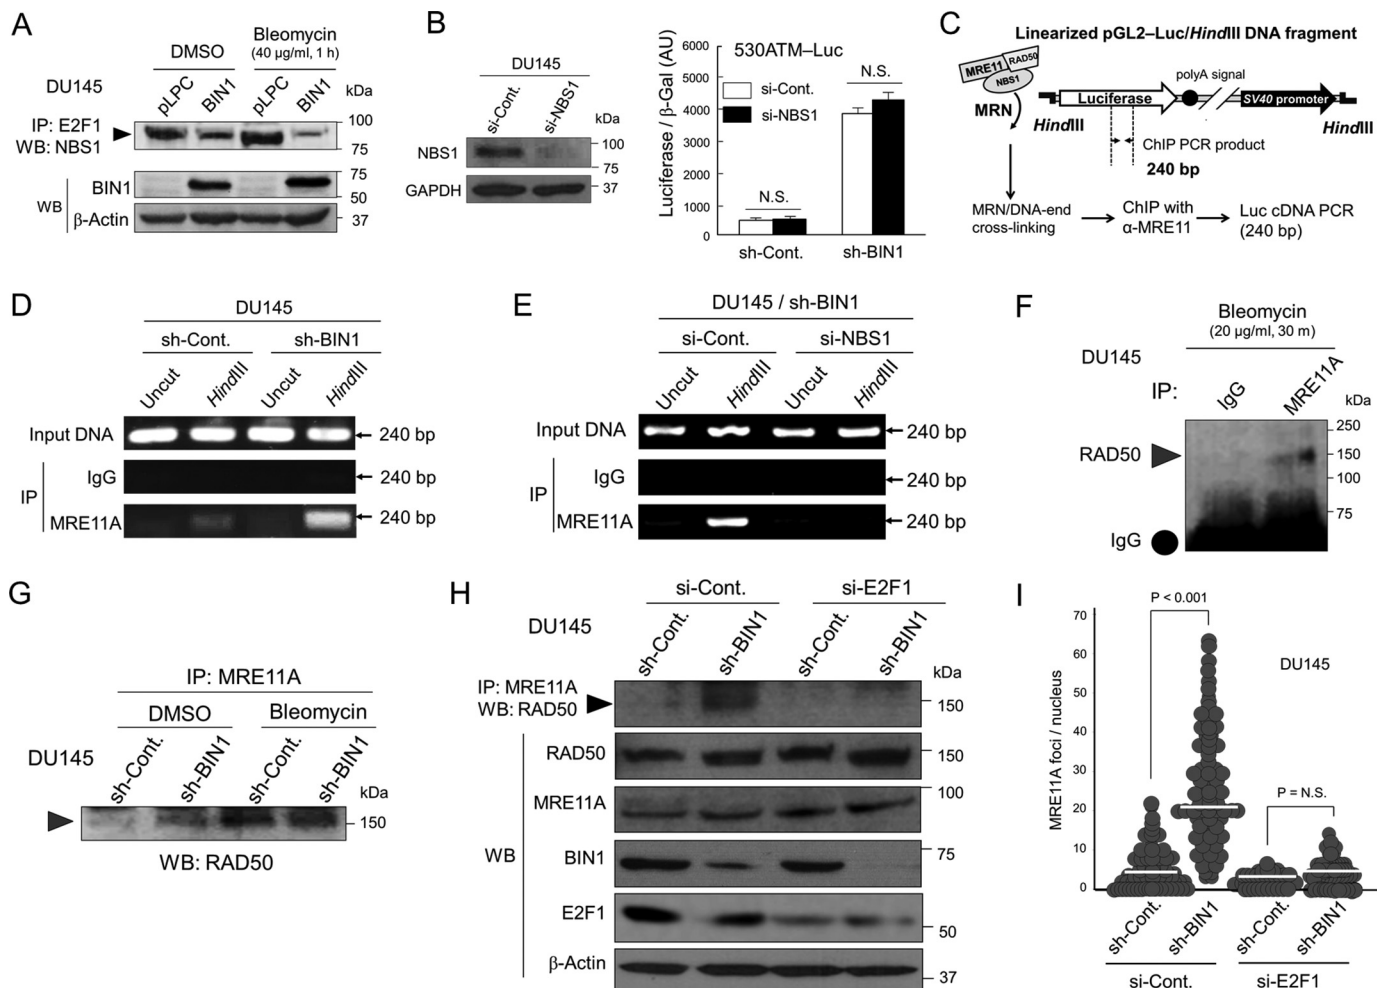 A
DMSO
Bleomycin
(40 µg/ml, 1 h)
DU145
pLPC
BIN1
pLPC
BIN1
kDa
IP: E2F1
WB: NBS1
100
75
WB
BIN1
75
50
β-Actin
37
B
DU145
si-Cont.
si-NBS1
kDa
NBS1
100
75
GAPDH
37
530ATM–Luc
Luciferase / β-Gal (AU)
6000
5000
4000
3000
2000
1000
0
si-Cont.
si-NBS1
N.S.
N.S.
sh-Cont.
sh-BIN1
C
Linearized pGL2–Luc/HindIII DNA fragment
MRE11
RAD50
NBS1
MRN
polyA signal
Luciferase
SV40 promoter
HindIII
HindIII
ChIP PCR product
240 bp
MRN/DNA-end
cross-linking
ChIP with
α-MRE11
Luc cDNA PCR
(240 bp)
D
DU145
sh-Cont.
sh-BIN1
Uncut
HindIII
Uncut
HindIII
Input DNA
240 bp
IP
IgG
240 bp
MRE11A
240 bp
E
DU145 / sh-BIN1
si-Cont.
si-NBS1
Uncut
HindIII
Uncut
HindIII
Input DNA
240 bp
IP
IgG
240 bp
MRE11A
240 bp
F
Bleomycin
(20 µg/ml, 30 m)
DU145
IP:
IgG
MRE11A
kDa
250
RAD50
150
100
75
IgG
G
IP: MRE11A
DMSO
Bleomycin
DU145
sh-Cont.
sh-BIN1
sh-Cont.
sh-BIN1
kDa
150
WB: RAD50
H
si-Cont.
si-E2F1
DU145
sh-Cont.
sh-BIN1
sh-Cont.
sh-BIN1
kDa
IP: MRE11A
WB: RAD50
150
WB
RAD50
150
MRE11A
100
BIN1
75
E2F1
50
β-Actin
37
I
MRE11A foci / nucleus
70
60
50
40
30
20
10
0
P < 0.001
DU145
P = N.S.
sh-Cont.
sh-BIN1
sh-Cont.
sh-BIN1
si-Cont.
si-E2F1